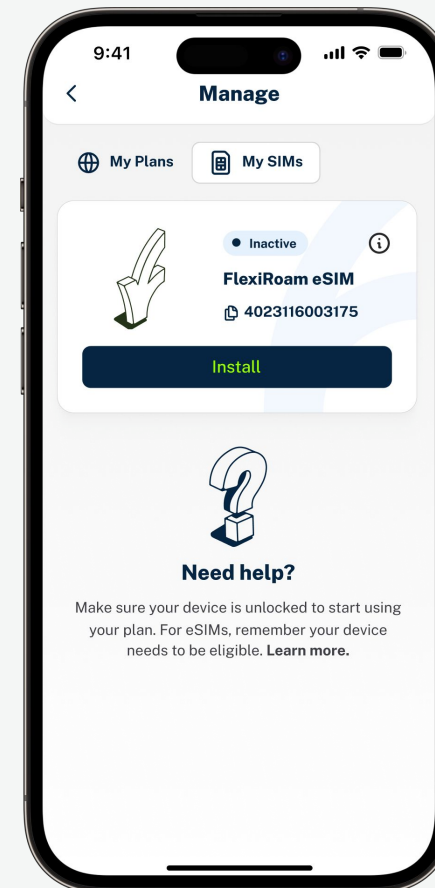 9:41
Manage
My Plans
My SIMs
Inactive
FlexiRoam eSIM
4023116003175
Install
Need help?
Make sure your device is unlocked to start using
your plan. For eSIMs, remember your device
needs to be eligible. Learn more.